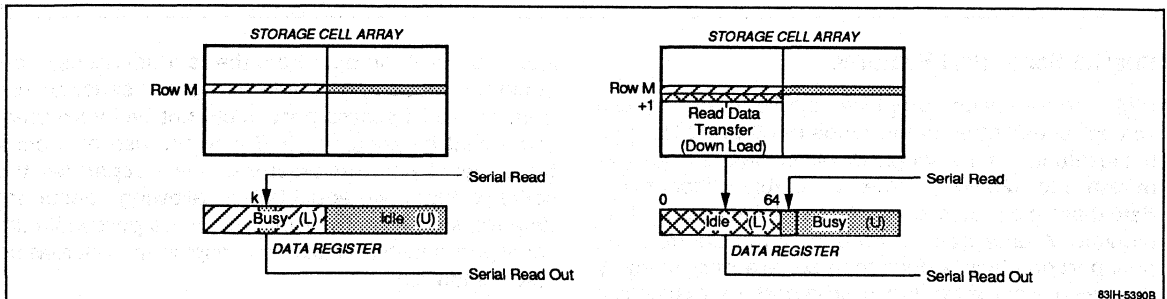 STORAGE CELL ARRAY
Row M
Serial Read
k
Busy (L)
Idle (U)
DATA REGISTER
Serial Read Out
STORAGE CELL ARRAY
Row M
+1
Read Data
Transfer
(Down Load)
Serial Read
0
64
Idle (L)
Busy (U)
DATA REGISTER
Serial Read Out
83IH-5390B